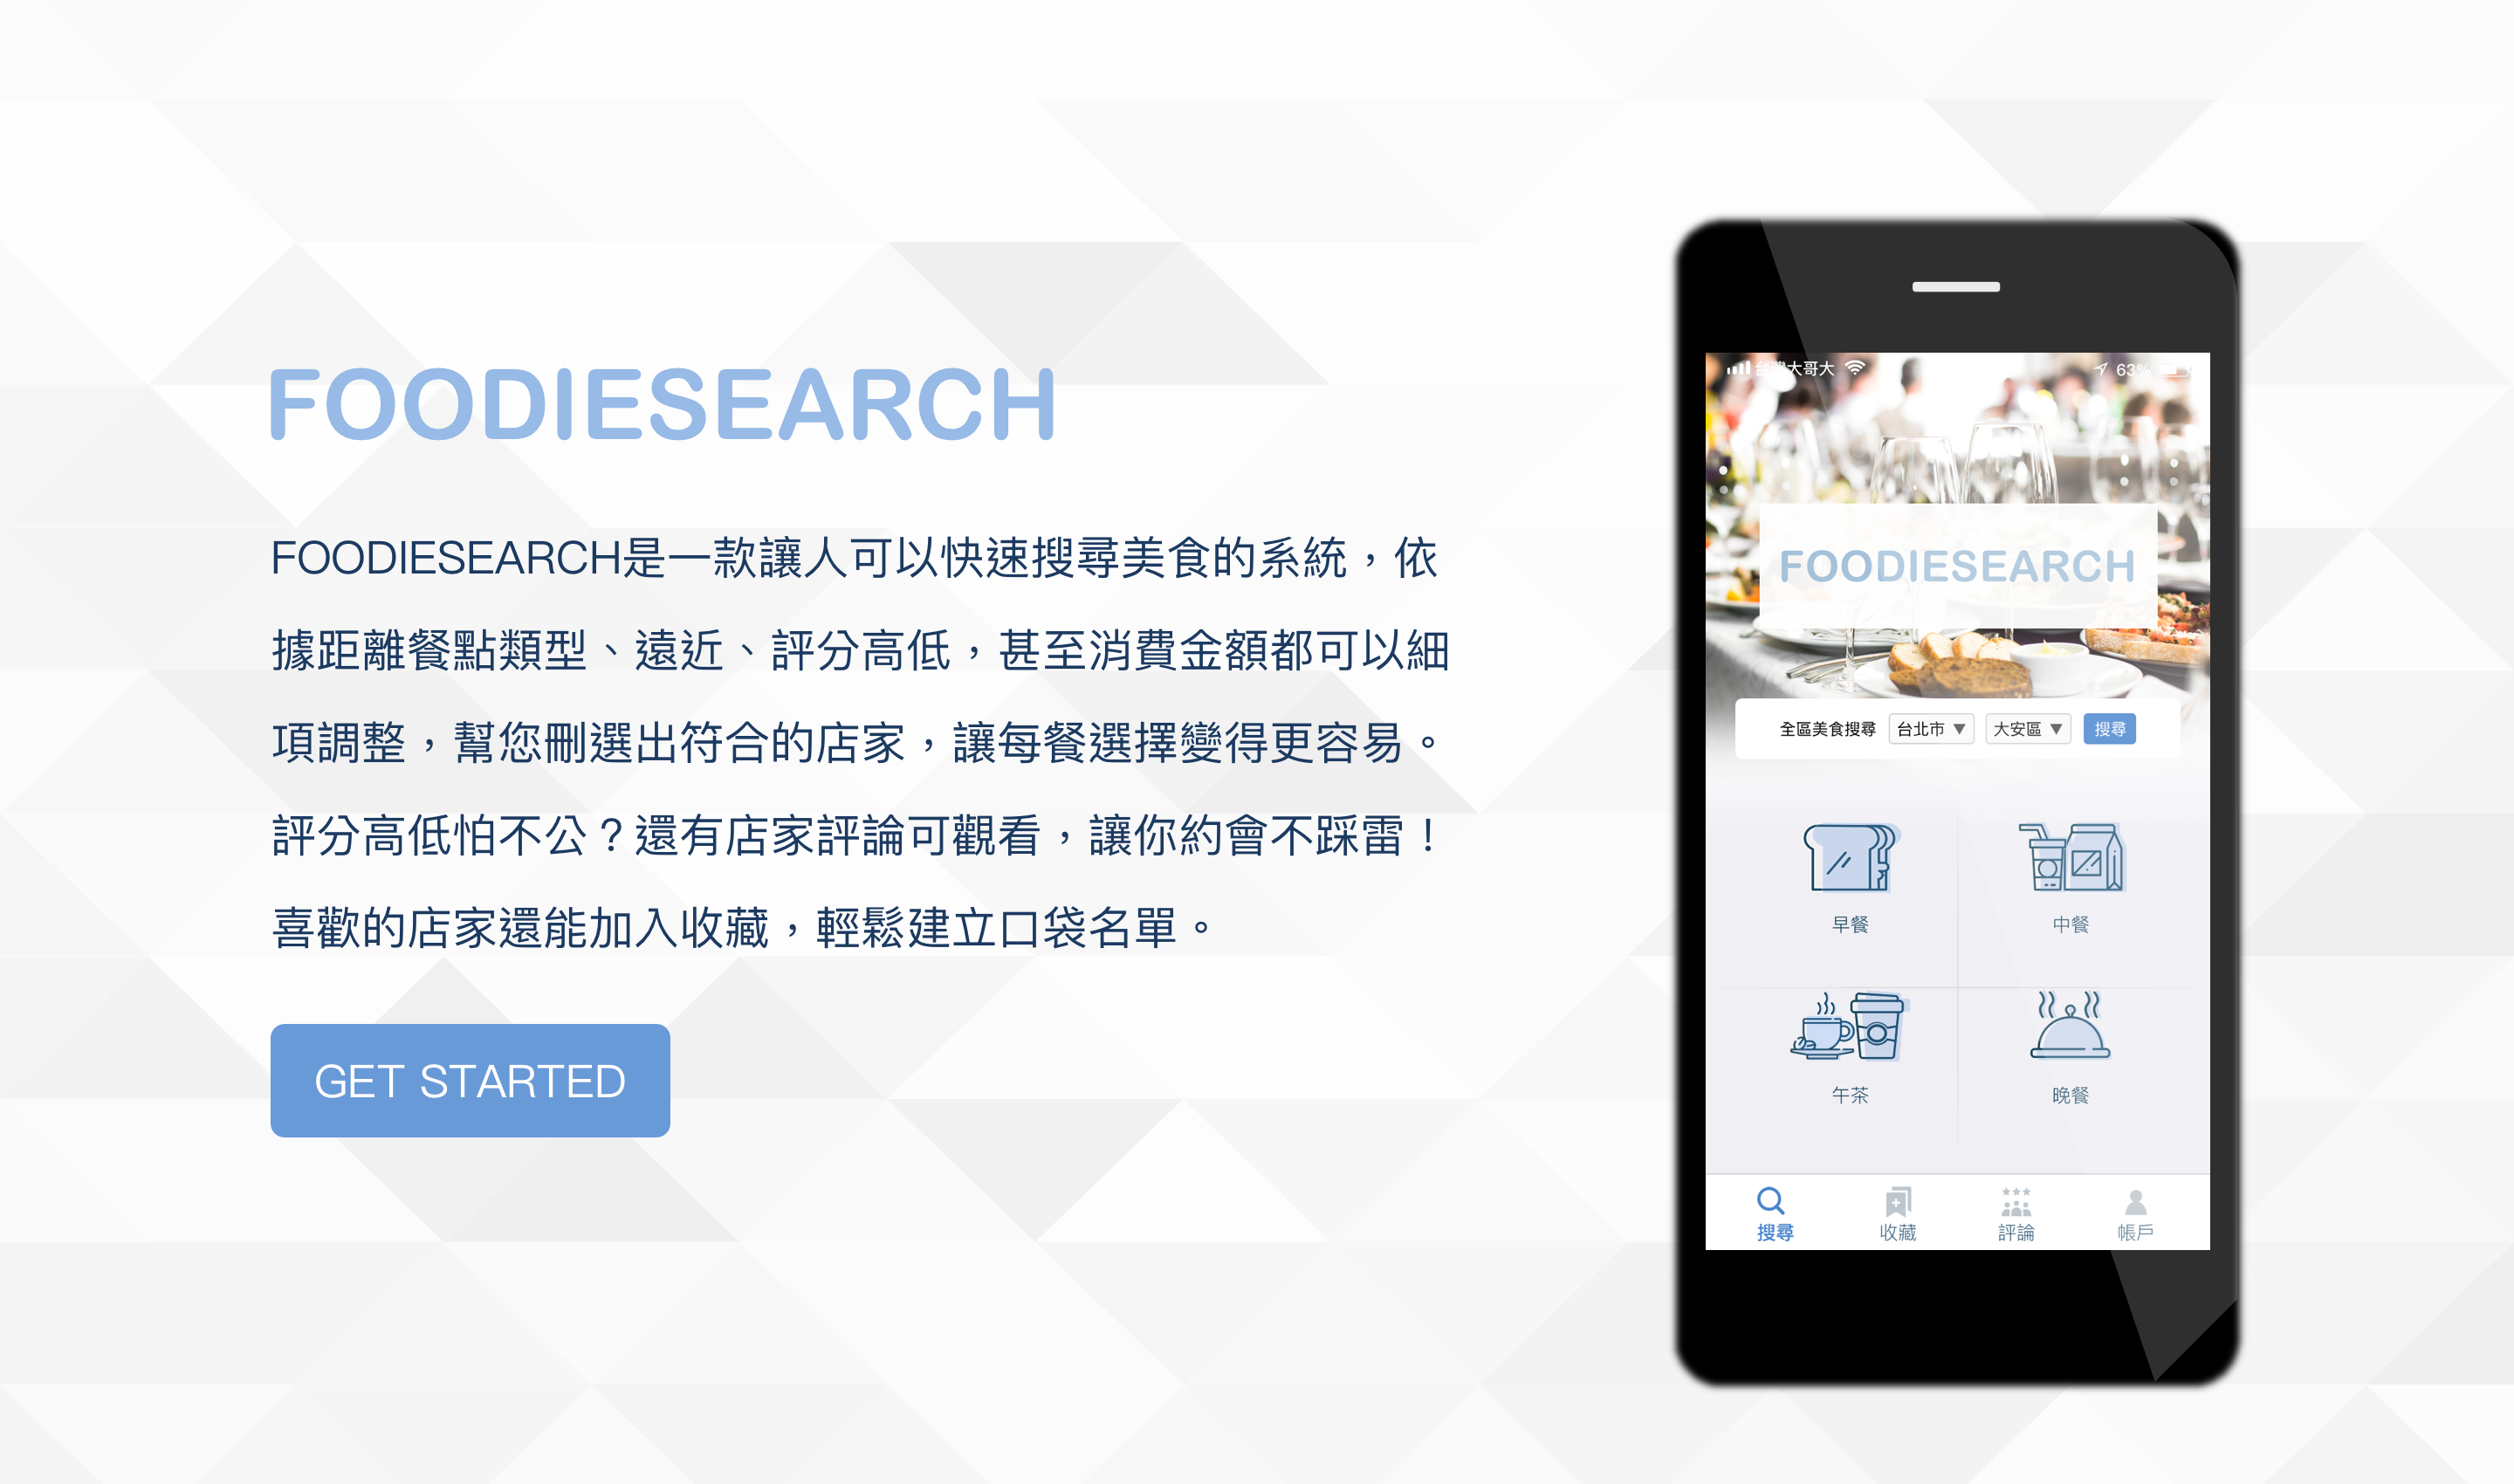 FOODIESEARCH
FOODIESEARCH是一款讓人可以快速搜尋美食的系統，依
據距離餐點類型、遠近、評分高低，甚至消費金額都可以細
項調整，幫您刪選出符合的店家，讓每餐選擇變得更容易。
評分高低怕不公？還有店家評論可觀看，讓你約會不踩雷！
喜歡的店家還能加入收藏，輕鬆建立口袋名單。
GET STARTED
台灣大哥大 63%
FOODIESEARCH
全區美食搜尋 台北市 ▼ 大安區 ▼ 搜尋
早餐 中餐
午茶 晚餐
搜尋 收藏 評論 帳戶